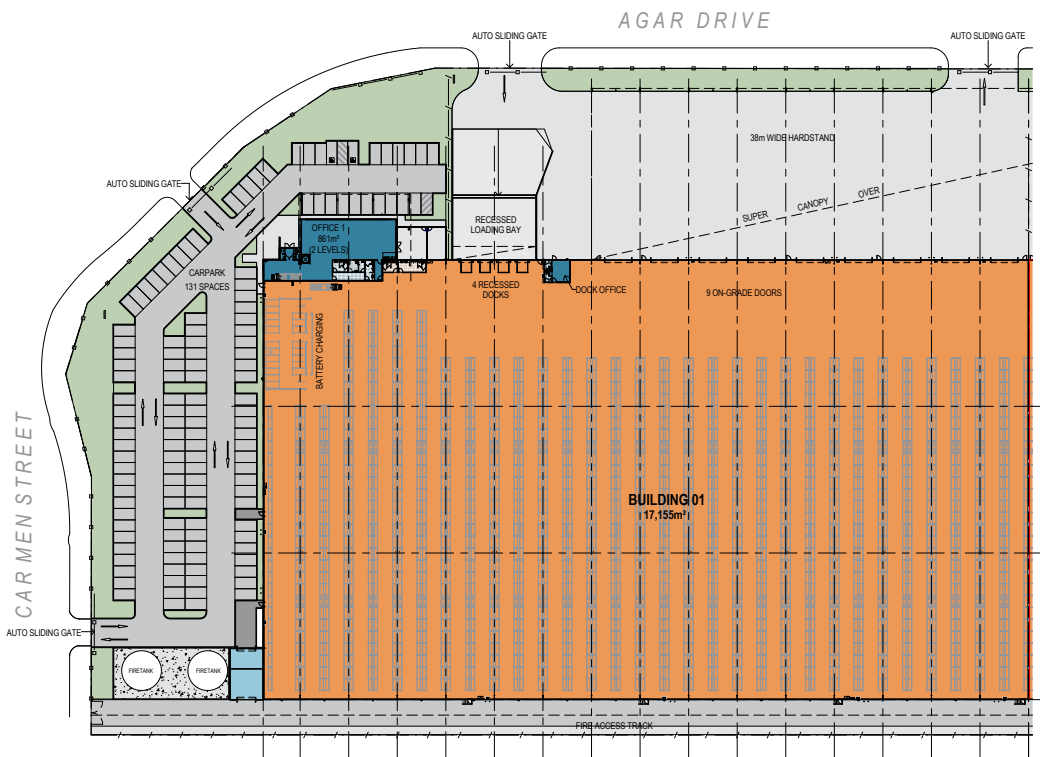 AGAR DRIVE
AUTO SLIDING GATE
AUTO SLIDING GATE
38m WIDE HARDSTAND
AUTO SLIDING GATE
SUPER CANOPY OVER
OFFICE 1
861m²
(2 LEVELS)
RECESSED
LOADING BAY
CARPARK
131 SPACES
4 RECESSED
DOCKS
DOCK OFFICE
9 ON-GRADE DOORS
BATTERY CHARGING
CARMEN STREET
BUILDING 01
17,155m²
AUTO SLIDING GATE
FIRETANK
FIRETANK
FIRE ACCESS TRACK